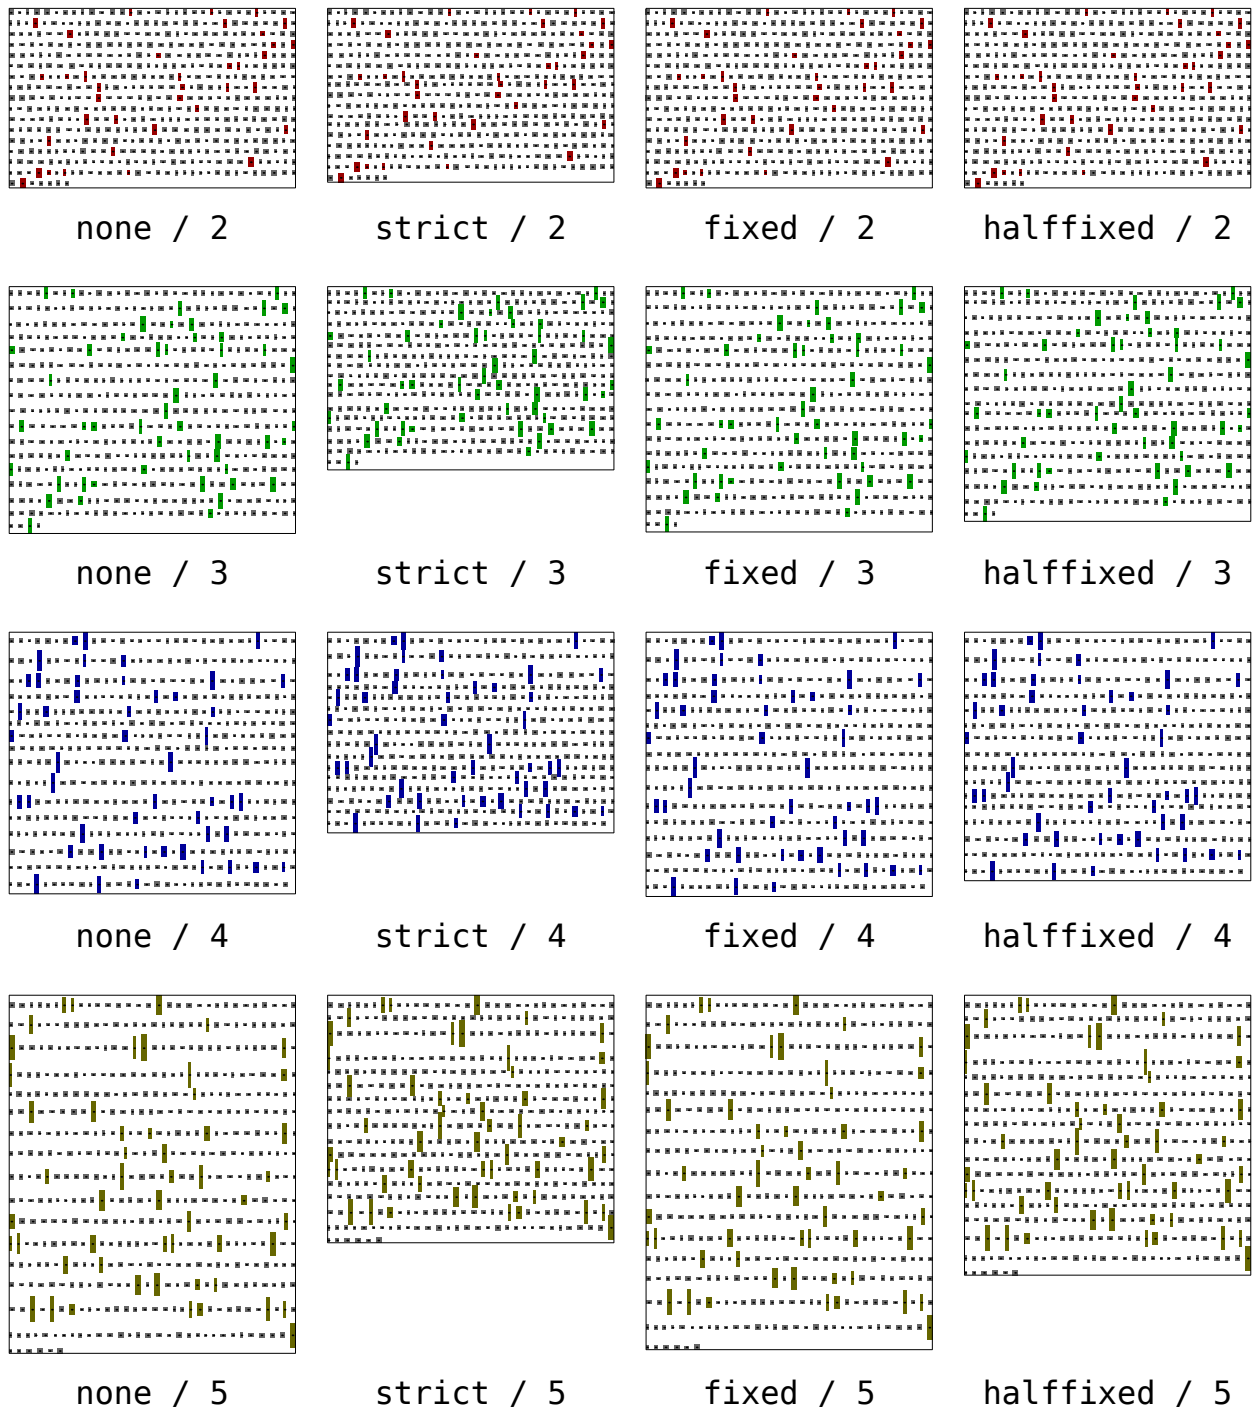 none / 2 strict / 2 fixed / 2 halffixed / 2
none / 3 strict / 3 fixed / 3 halffixed / 3
none / 4 strict / 4 fixed / 4 halffixed / 4
none / 5 strict / 5 fixed / 5 halffixed / 5